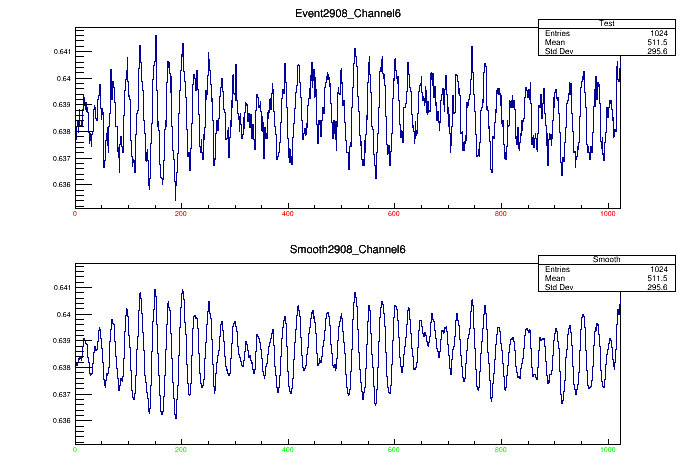 Event2908_Channel6
Test
Entries 1024
Mean 511.5
Std Dev 295.6
0.641
0.64
0.639
0.638
0.637
0.636
0 200 400 600 800 1000
Smooth2908_Channel6
Smooth
Entries 1024
Mean 511.5
Std Dev 295.6
0.641
0.64
0.639
0.638
0.637
0.636
0 200 400 600 800 1000